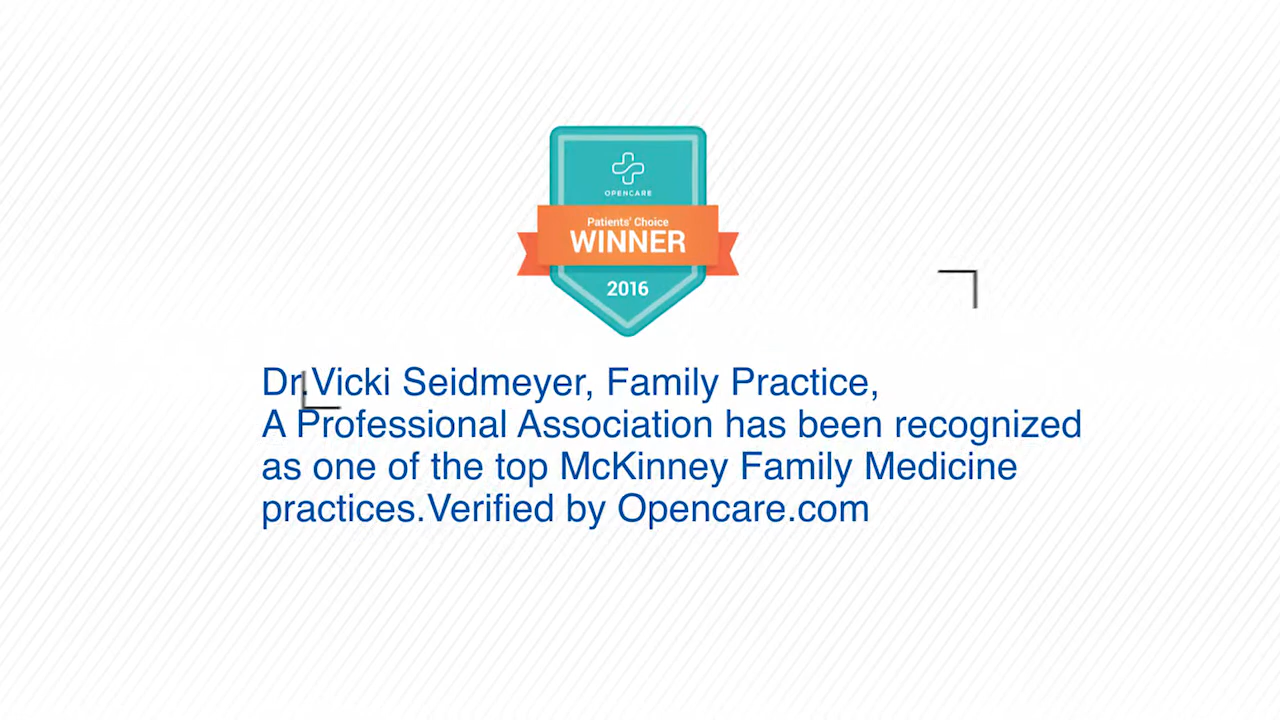 OPENCARE
Patients' Choice
WINNER
2016
Dr.Vicki Seidmeyer, Family Practice,
A Professional Association has been recognized
as one of the top McKinney Family Medicine
practices.Verified by Opencare.com